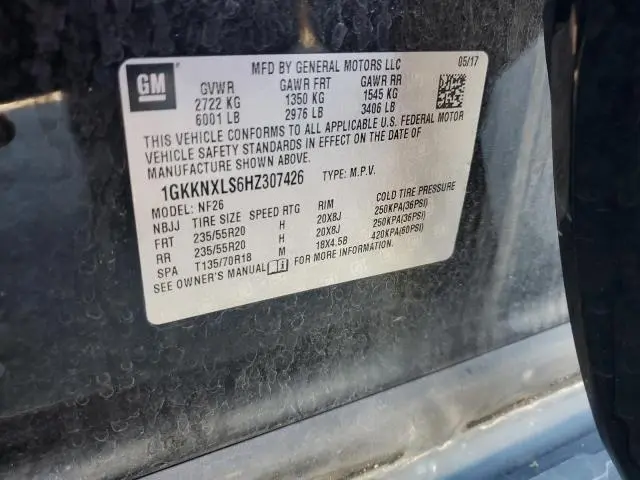 GM
MFD BY GENERAL MOTORS LLC 05/17
GVWR GAWR FRT GAWR RR
2722 KG 1350 KG 1545 KG
6001 LB 2976 LB 3406 LB
THIS VEHICLE CONFORMS TO ALL APPLICABLE U.S. FEDERAL MOTOR
VEHICLE SAFETY STANDARDS IN EFFECT ON THE DATE OF
MANUFACTURE SHOWN ABOVE.
1GKKNXLS6HZ307426 TYPE: M.P.V.
MODEL: NF26
NBJJ TIRE SIZE SPEED RTG RIM COLD TIRE PRESSURE
FRT 235/55R20 H 20X8J 250KPA(36PSI)
RR 235/55R20 H 20X8J 250KPA(36PSI)
SPA T135/70R18 M 18X4.5B 420KPA(60PSI)
SEE OWNER'S MANUAL FOR MORE INFORMATION.